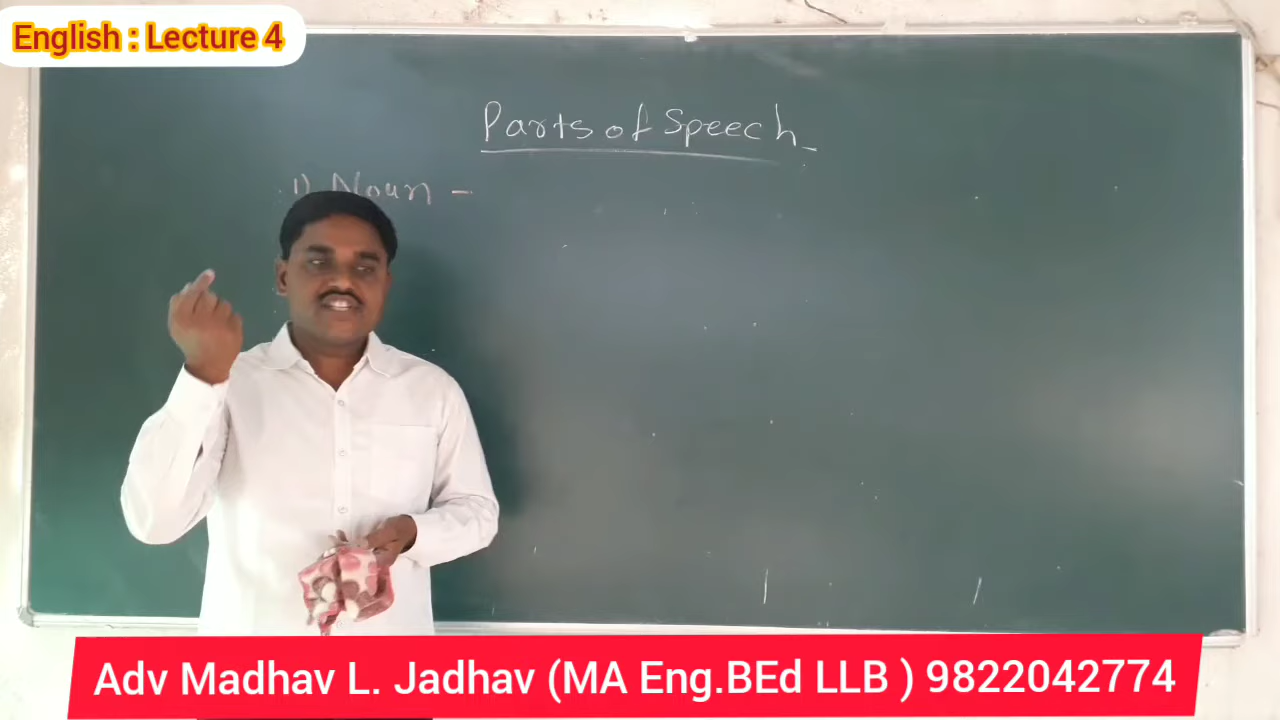 English : Lecture 4
Parts of Speech
1) Noun -
Adv Madhav L. Jadhav (MA Eng.BEd LLB ) 9822042774